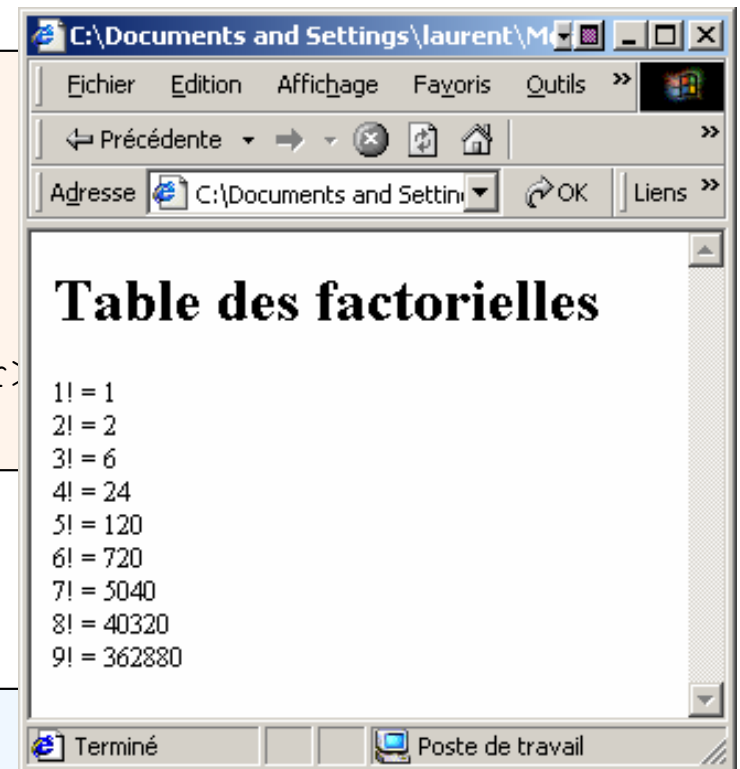 C:\Documents and Settings\laurent\M
Fichier Edition Affichage Favoris Outils »
Précédente »
Adresse C:\Documents and Settin OK Liens »
Table des factorielles
1! = 1
2! = 2
3! = 6
4! = 24
5! = 120
6! = 720
7! = 5040
8! = 40320
9! = 362880
Terminé Poste de travail